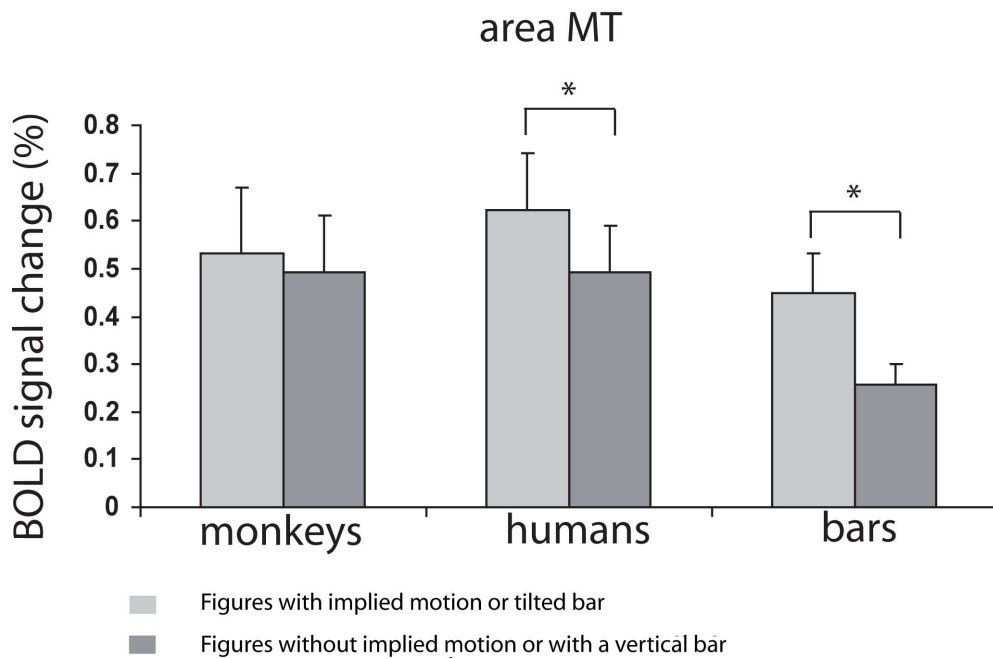 area MT
*
*
BOLD signal change (%)
0.8
0.7
0.6
0.5
0.4
0.3
0.2
0.1
0
monkeys humans bars
Figures with implied motion or tilted bar
Figures without implied motion or with a vertical bar